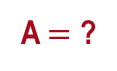 A = ?